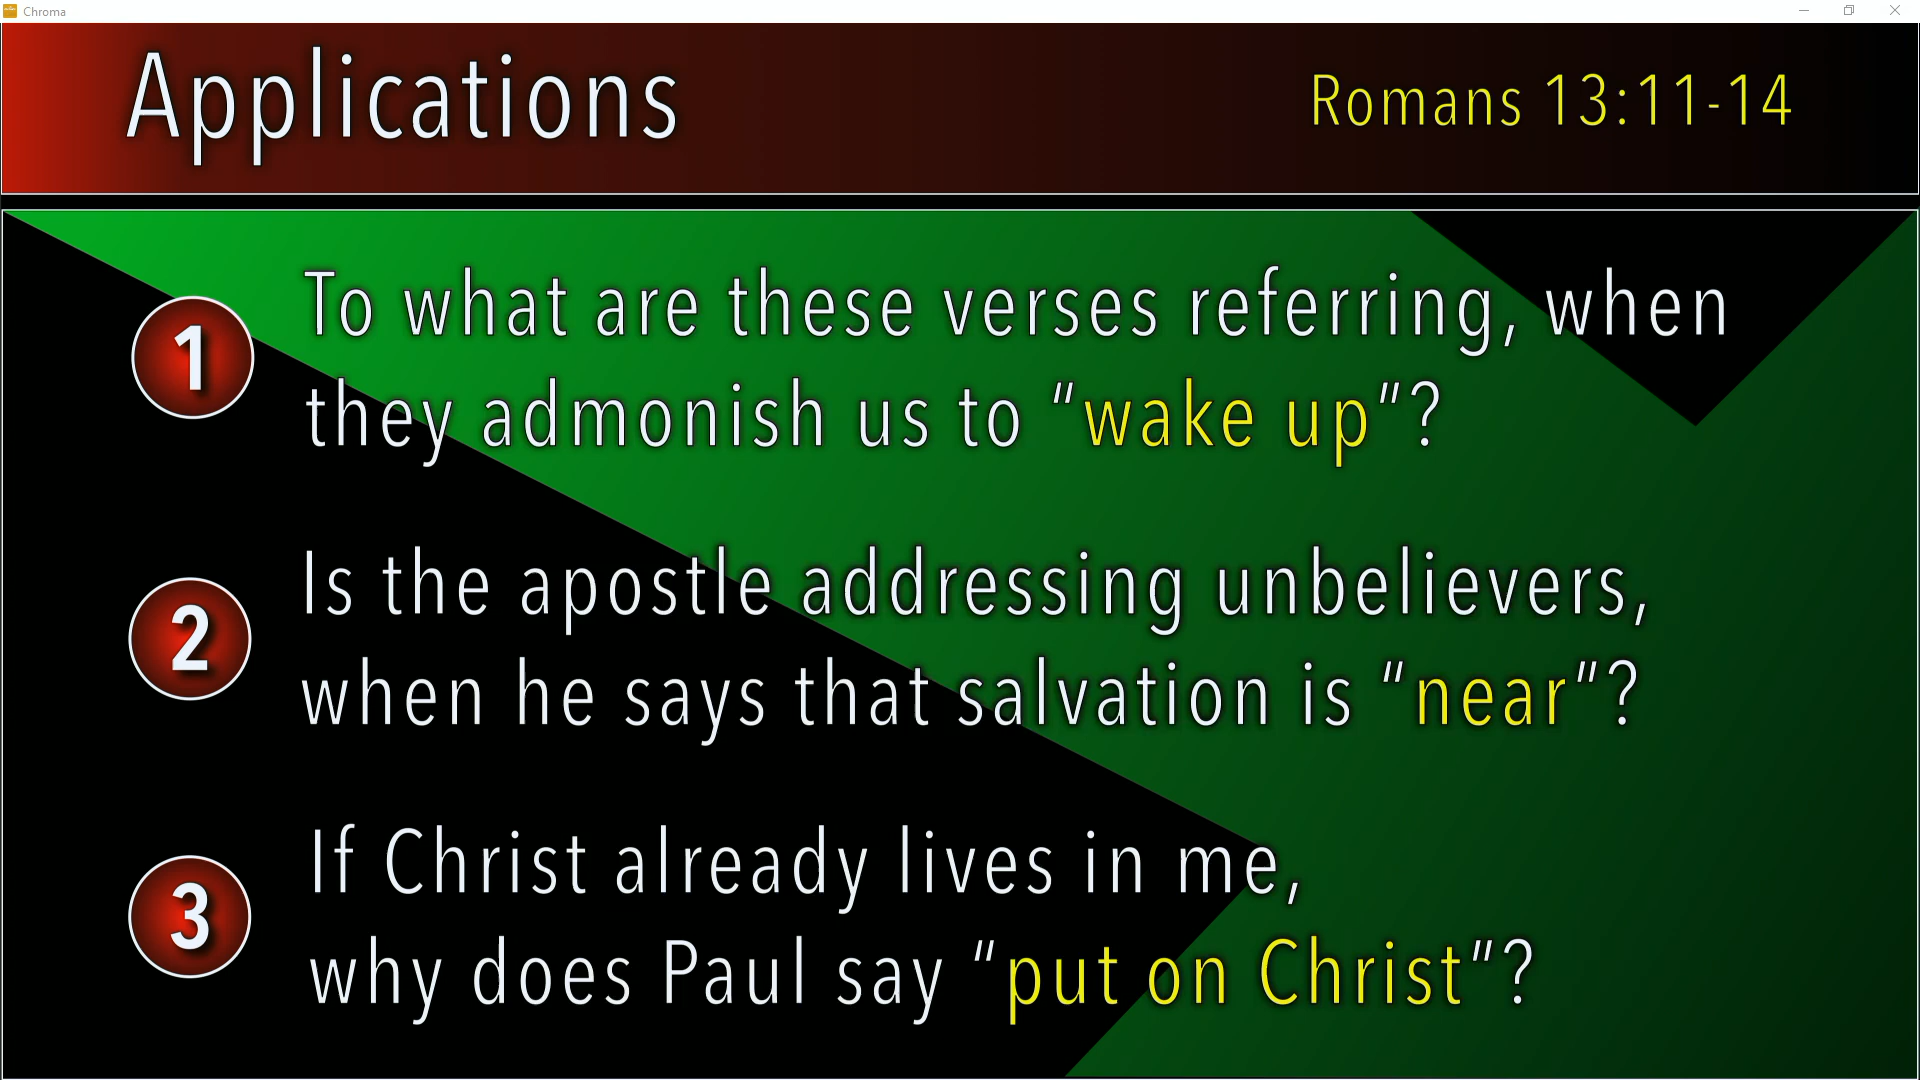 Chroma
Applications
Romans 13:11-14
1
To what are these verses referring, when
they admonish us to “wake up”?
2
Is the apostle addressing unbelievers,
when he says that salvation is “near”?
3
If Christ already lives in me,
why does Paul say “put on Christ”?